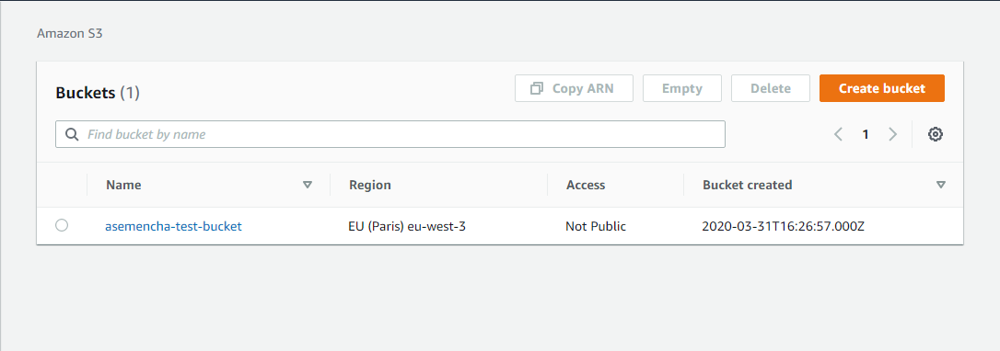 Amazon S3
Buckets (1) Copy ARN Empty Delete Create bucket
Find bucket by name 1
Name Region Access Bucket created
asemencha-test-bucket EU (Paris) eu-west-3 Not Public 2020-03-31T16:26:57.000Z